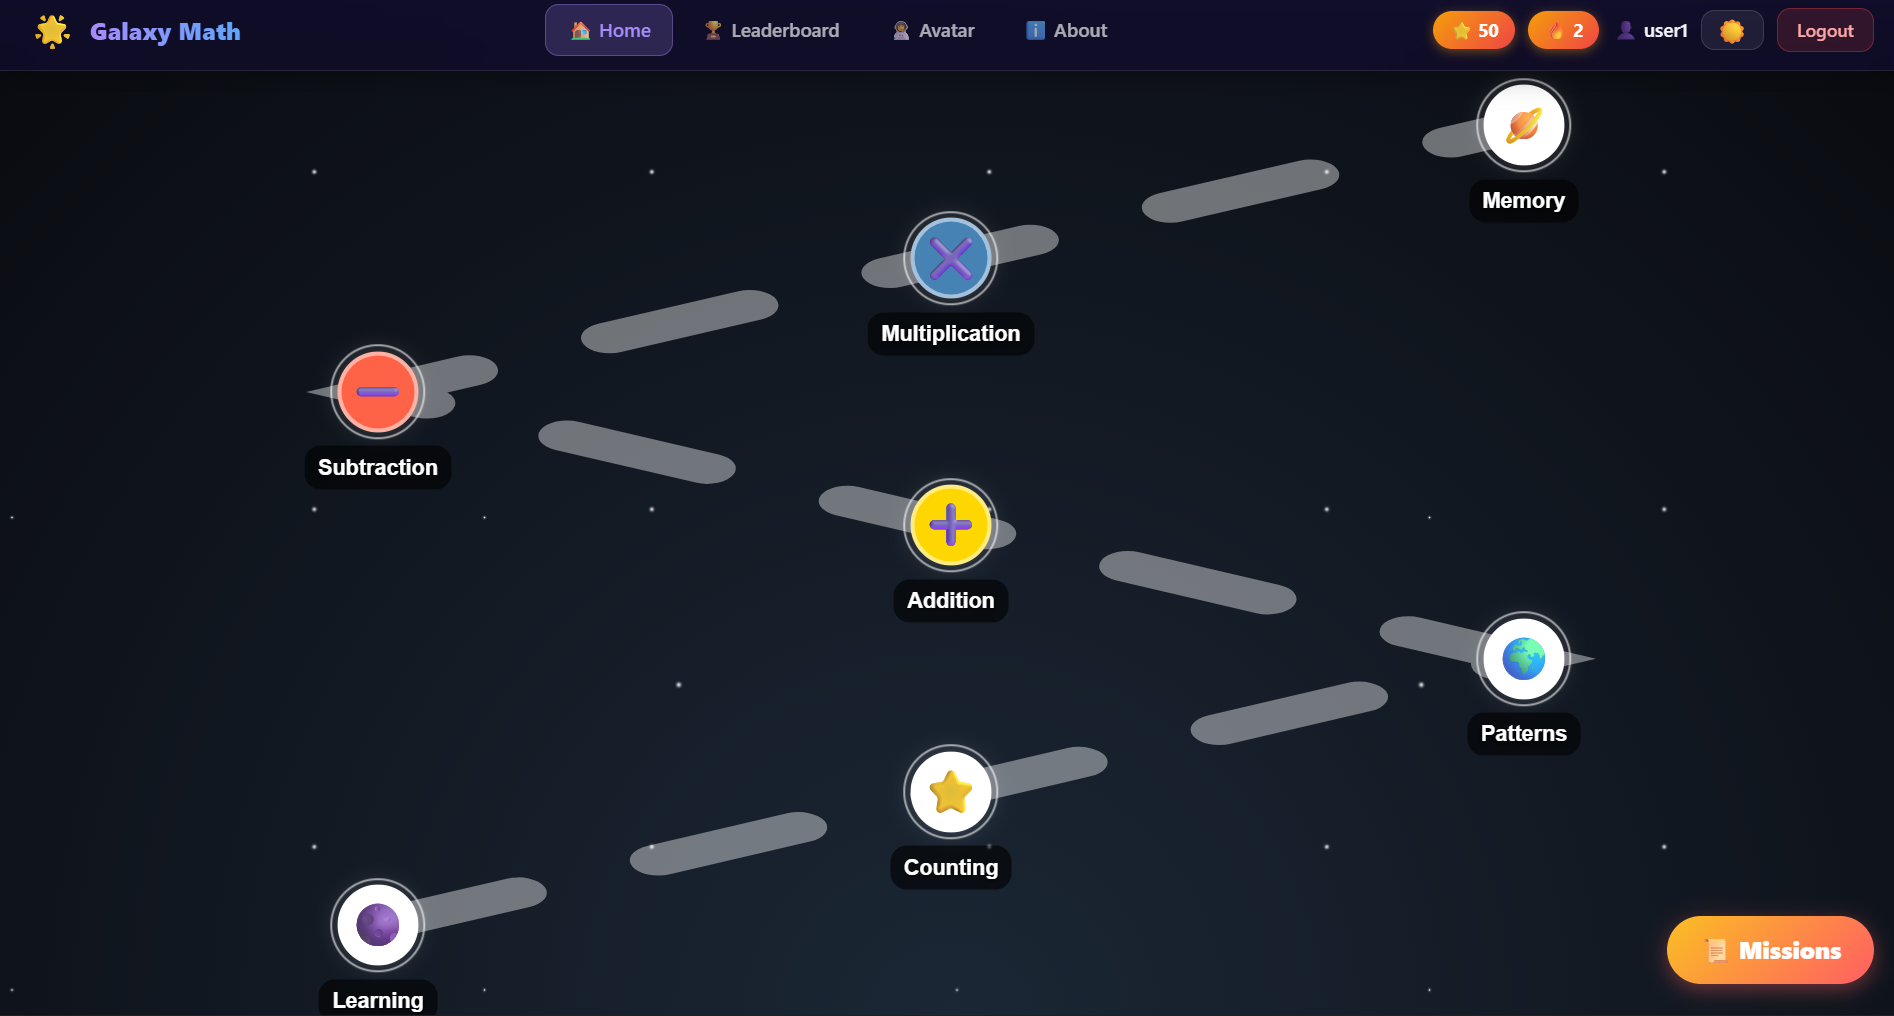 Galaxy Math
Home
Leaderboard
Avatar
About
50
2
user1
Logout
Memory
Multiplication
Subtraction
Addition
Patterns
Counting
Missions
Learning